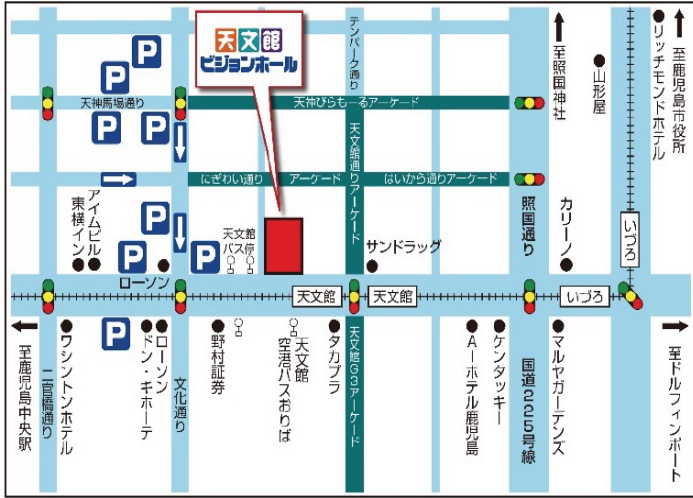 天文館
ビジョンホール
テンパーク通り
至照国神社
山形屋
リッチモンドホテル
至鹿児島市役所
P
天神馬場通り
天神ぴらもーるアーケード
P
P
天文館通りアーケード
にぎわい通り
アーケード
はいから通りアーケード
いづろ
東横イン
アイムビル
P
P
ローソン
P
天文館
バス停
サンドラッグ
照国通り
カリーノ
天文館
天文館
いづろ
至鹿児島中央駅
二官橋通り
ワシントンホテル
P
ドン・キホーテ
ローソン
文化通り
野村証券
天文館
空港バスおりば
タカプラ
天文館G3アーケード
Aーホテル鹿児島
ケンタッキー
国道225号線
マルヤガーデンズ
至ドルフィンポート